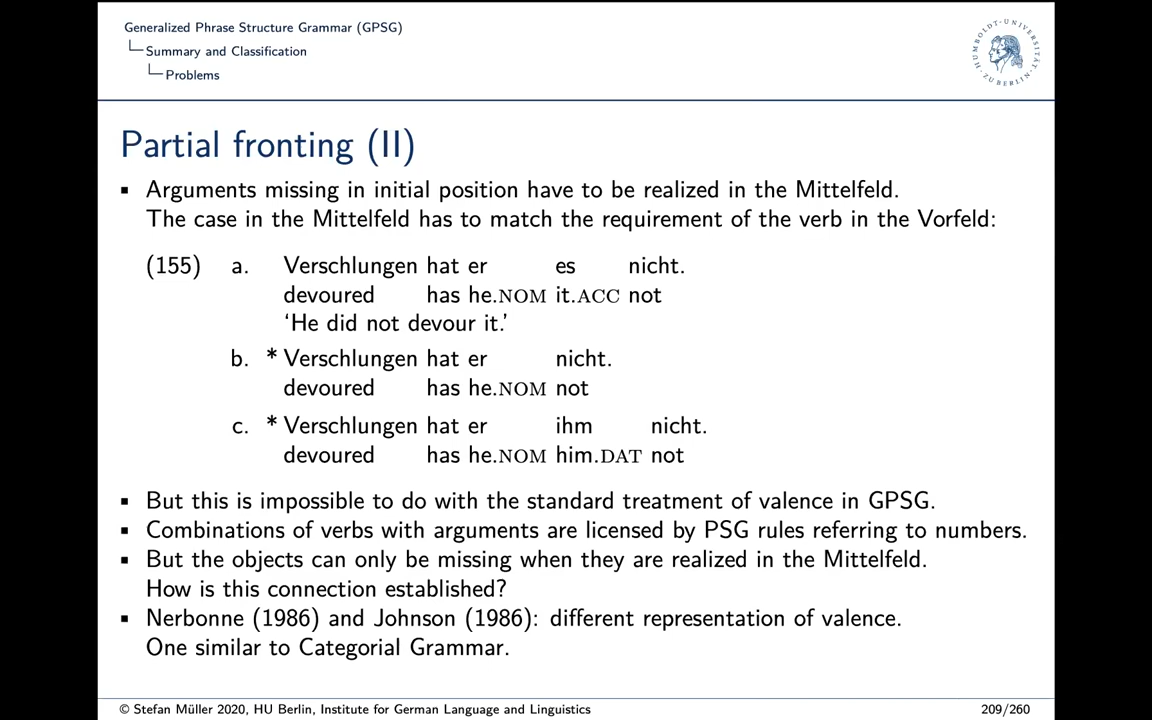 Generalized Phrase Structure Grammar (GPSG)
Summary and Classification
Problems
HUMBOLDT-UNIVERSITÄT ZU BERLIN
Partial fronting (II)
▪ Arguments missing in initial position have to be realized in the Mittelfeld.
The case in the Mittelfeld has to match the requirement of the verb in the Vorfeld:
(155) a. Verschlungen hat er es nicht.
devoured has he.NOM it.ACC not
‘He did not devour it.’
b. * Verschlungen hat er nicht.
devoured has he.NOM not
c. * Verschlungen hat er ihm nicht.
devoured has he.NOM him.DAT not
▪ But this is impossible to do with the standard treatment of valence in GPSG.
▪ Combinations of verbs with arguments are licensed by PSG rules referring to numbers.
▪ But the objects can only be missing when they are realized in the Mittelfeld.
How is this connection established?
▪ Nerbonne (1986) and Johnson (1986): different representation of valence.
One similar to Categorial Grammar.
© Stefan Müller 2020, HU Berlin, Institute for German Language and Linguistics 209/260